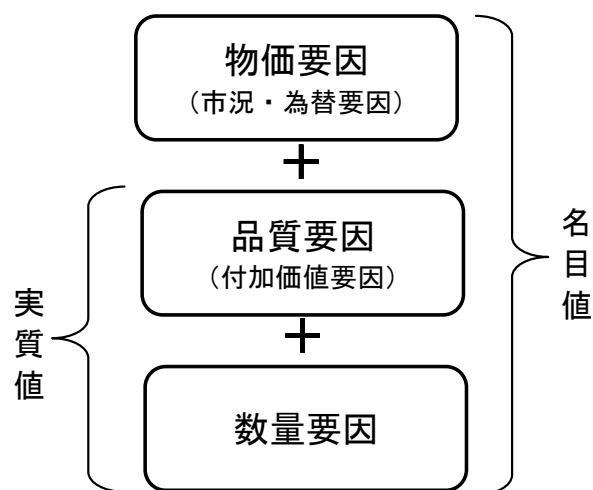 物価要因
（市況・為替要因）
＋
品質要因
（付加価値要因）
＋
数量要因
実質値
名目値